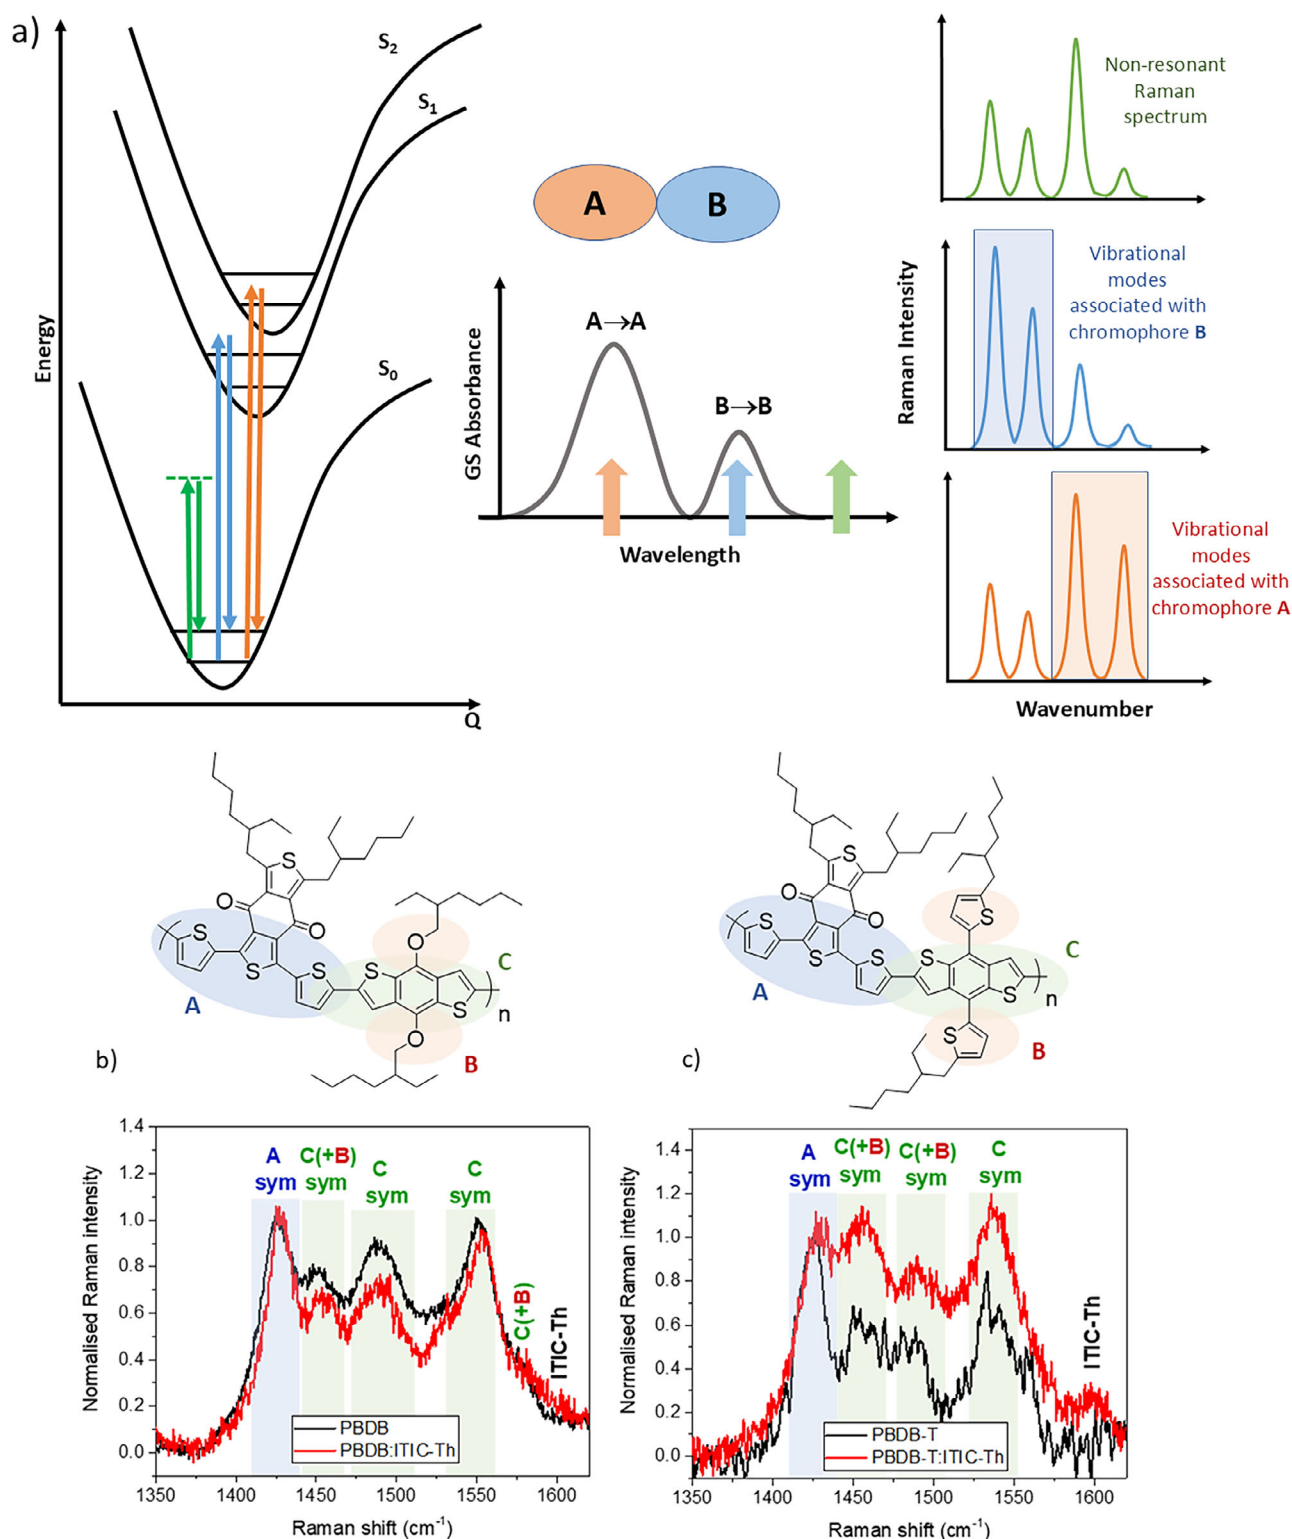 a)
S₂
S₁
S₀
Energy
Q
A
B
GS Absorbance
A→A
B→B
Wavelength
Non-resonant
Raman
spectrum
Raman Intensity
Vibrational
modes
associated with
chromophore B
Vibrational
modes
associated with
chromophore A
Wavenumber
b)
S
O
O
S
S
S
S
O
S
O
n
A
C
B
c)
S
O
O
S
S
S
S
S
S
S
n
A
C
B
Normalised Raman intensity
1.4
1.2
1.0
0.8
0.6
0.4
0.2
0.0
A
sym
C(+B)
sym
C
sym
C
sym
C(+B)
ITIC-Th
PBDB
PBDB:ITIC-Th
1350 1400 1450 1500 1550 1600
Raman shift (cm⁻¹)
Normalised Raman intensity
1.4
1.2
1.0
0.8
0.6
0.4
0.2
0.0
A
sym
C(+B)
sym
C(+B)
sym
C
sym
ITIC-Th
PBDB-T
PBDB-T:ITIC-Th
1350 1400 1450 1500 1550 1600
Raman shift (cm⁻¹)